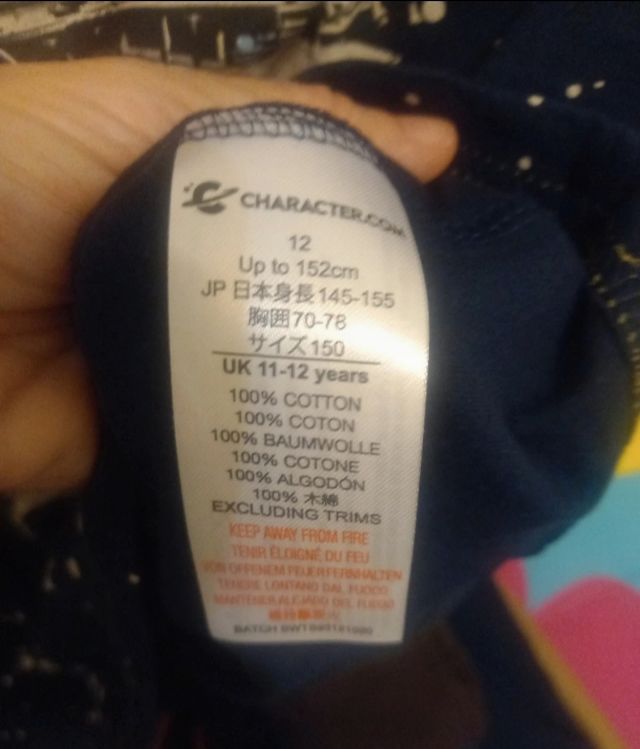 CHARACTER.COM
12
Up to 152cm
JP 日本身長145-155
胸囲70-78
サイズ150
UK 11-12 years
100% COTTON
100% COTON
100% BAUMWOLLE
100% COTONE
100% ALGODÓN
100% 木綿
EXCLUDING TRIMS
KEEP AWAY FROM FIRE
TENIR ÉLOIGNÉ DU FEU
VON OFFENEM FEUER FERNHALTEN
TENERE LONTANO DAL FUOCO
MANTENER ALEJADO DEL FUEGO
BATCH